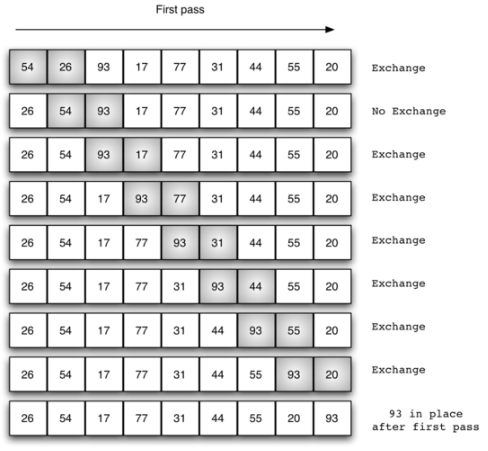 First pass
54 26 93 17 77 31 44 55 20 Exchange
26 54 93 17 77 31 44 55 20 No Exchange
26 54 93 17 77 31 44 55 20 Exchange
26 54 17 93 77 31 44 55 20 Exchange
26 54 17 77 93 31 44 55 20 Exchange
26 54 17 77 31 93 44 55 20 Exchange
26 54 17 77 31 44 93 55 20 Exchange
26 54 17 77 31 44 55 93 20 Exchange
26 54 17 77 31 44 55 20 93 93 in place
after first pass